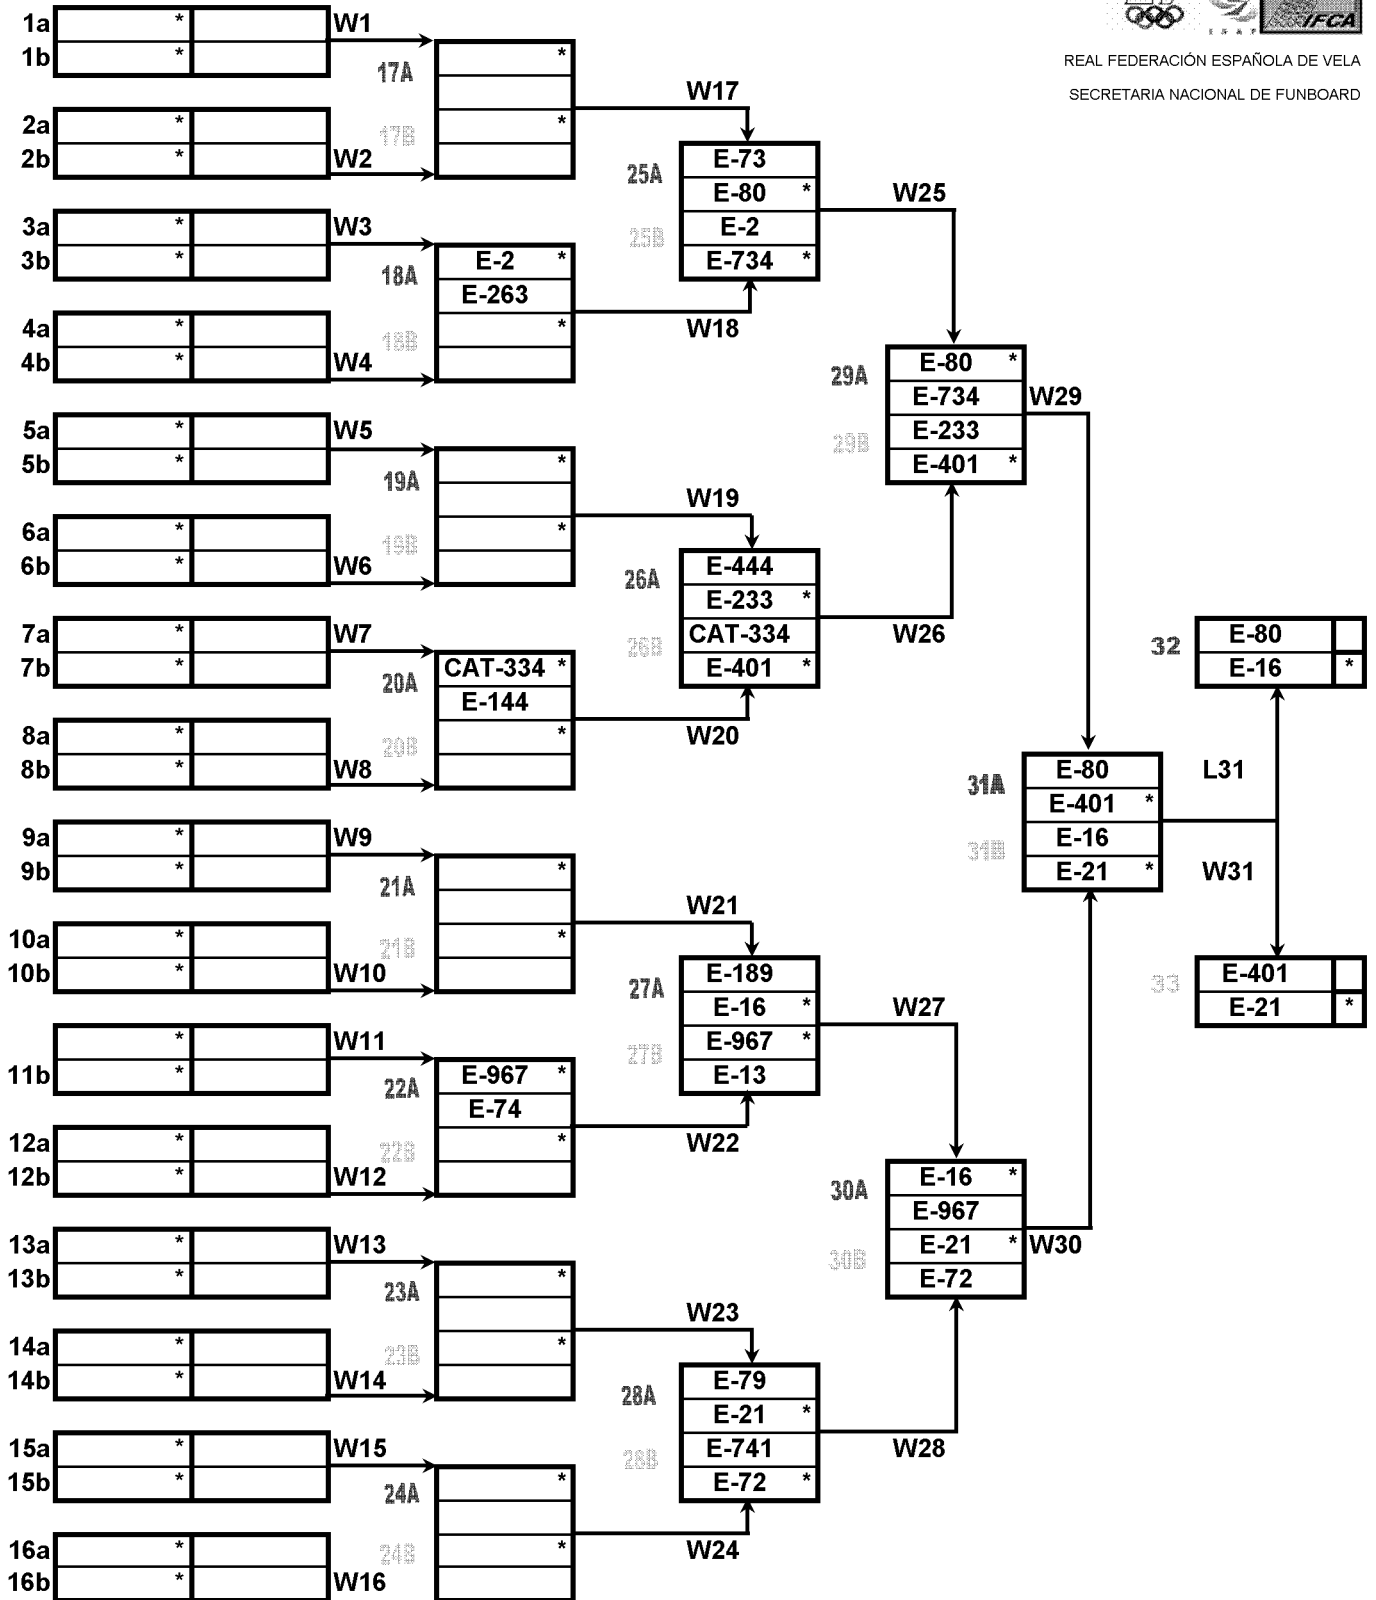 IFCA
REAL FEDERACIÓN ESPAÑOLA DE VELA
SECRETARIA NACIONAL DE FUNBOARD
1a * W1
1b *
17A *
17B *
2a *
2b * W2
W17
25A E-73
E-80 *
25B E-2
E-734 *
W25
3a * W3
3b *
18A E-2 *
E-263
18B *
4a *
4b * W4
W18
29A E-80 *
E-734
29B E-233
E-401 *
W29
5a * W5
5b *
19A *
19B *
6a *
6b * W6
W19
26A E-444
E-233 *
26B CAT-334
E-401 *
W26
7a * W7
7b *
20A CAT-334 *
E-144
20B *
8a *
8b * W8
W20
32 E-80
E-16 *
31A E-80
E-401 *
31B E-16
E-21 *
L31
W31
33 E-401
E-21 *
9a * W9
9b *
21A *
21B *
10a *
10b * W10
W21
27A E-189
E-16 *
27B E-967 *
E-13
W27
* W11
11b *
22A E-967 *
E-74
22B *
12a *
12b * W12
W22
30A E-16 *
E-967
30B E-21 *
E-72
W30
13a * W13
13b *
23A *
23B *
14a *
14b * W14
W23
28A E-79
E-21 *
28B E-741
E-72 *
W28
15a * W15
15b *
24A *
24B *
16a *
16b * W16
W24